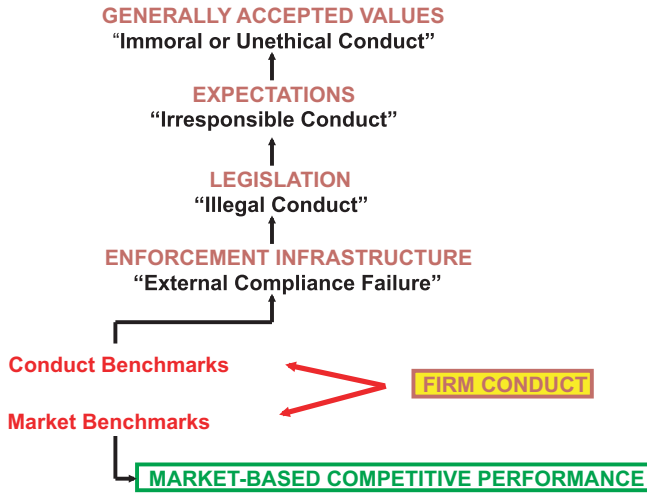 GENERALLY ACCEPTED VALUES
“Immoral or Unethical Conduct”
EXPECTATIONS
“Irresponsible Conduct”
LEGISLATION
“Illegal Conduct”
ENFORCEMENT INFRASTRUCTURE
“External Compliance Failure”
Conduct Benchmarks
FIRM CONDUCT
Market Benchmarks
MARKET-BASED COMPETITIVE PERFORMANCE